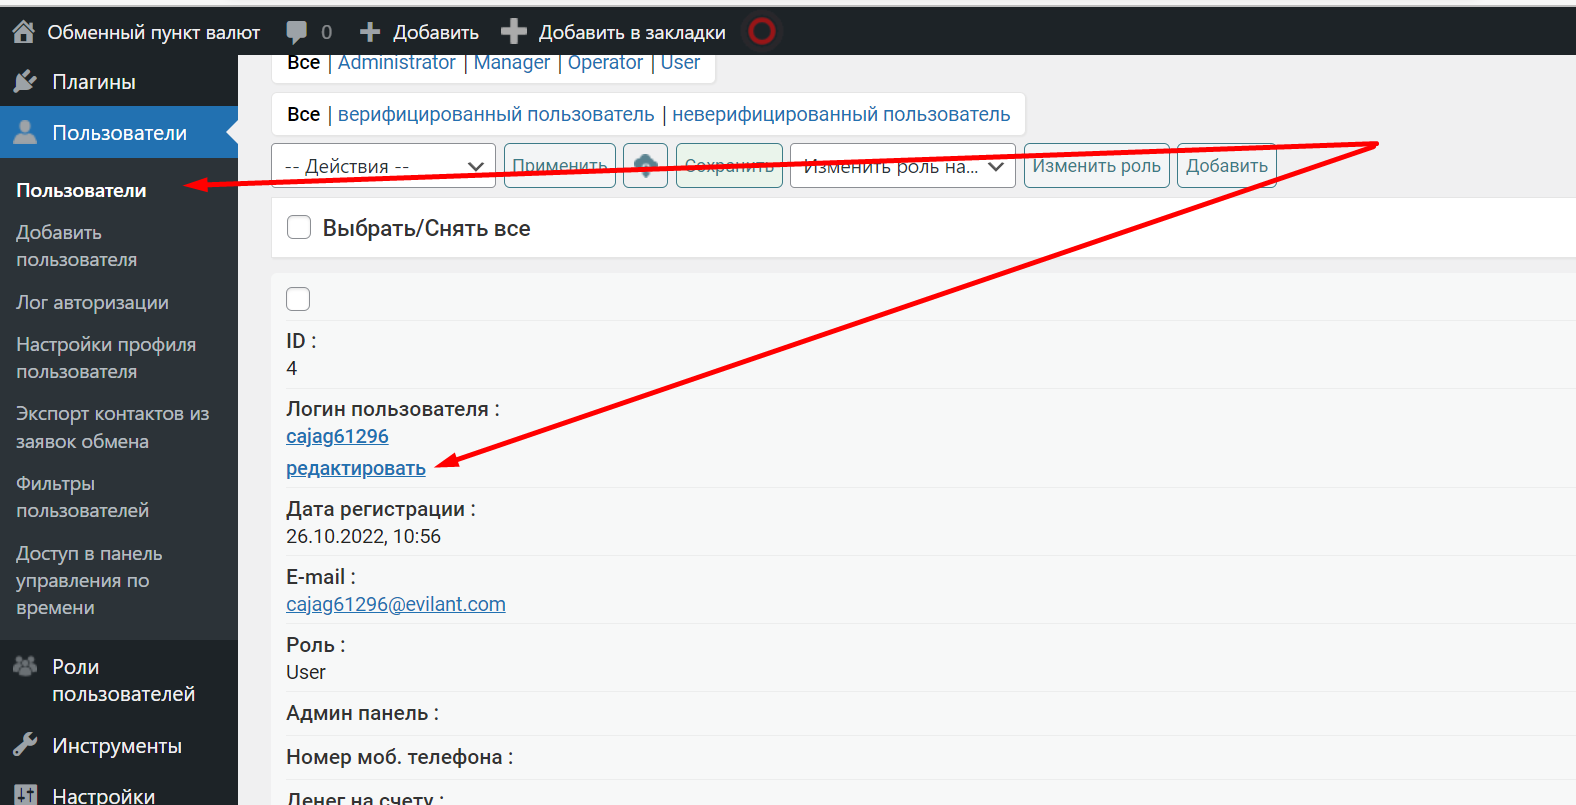 Обменный пункт валют 0 Добавить Добавить в закладки
Плагины
Пользователи
Пользователи
Добавить
пользователя
Лог авторизации
Настройки профиля
пользователя
Экспорт контактов из
заявок обмена
Фильтры
пользователей
Доступ в панель
управления по
времени
Роли
пользователей
Инструменты
Настройки
Все | Administrator | Manager | Operator | User
Все | верифицированный пользователь | неверифицированный пользователь
-- Действия -- Применить Сохранить Изменить роль на... Изменить роль Добавить
Выбрать/Снять все
ID :
4
Логин пользователя :
cajag61296
редактировать
Дата регистрации :
26.10.2022, 10:56
E-mail :
cajag61296@evilant.com
Роль :
User
Админ панель :
Номер моб. телефона :
Денег на счету :